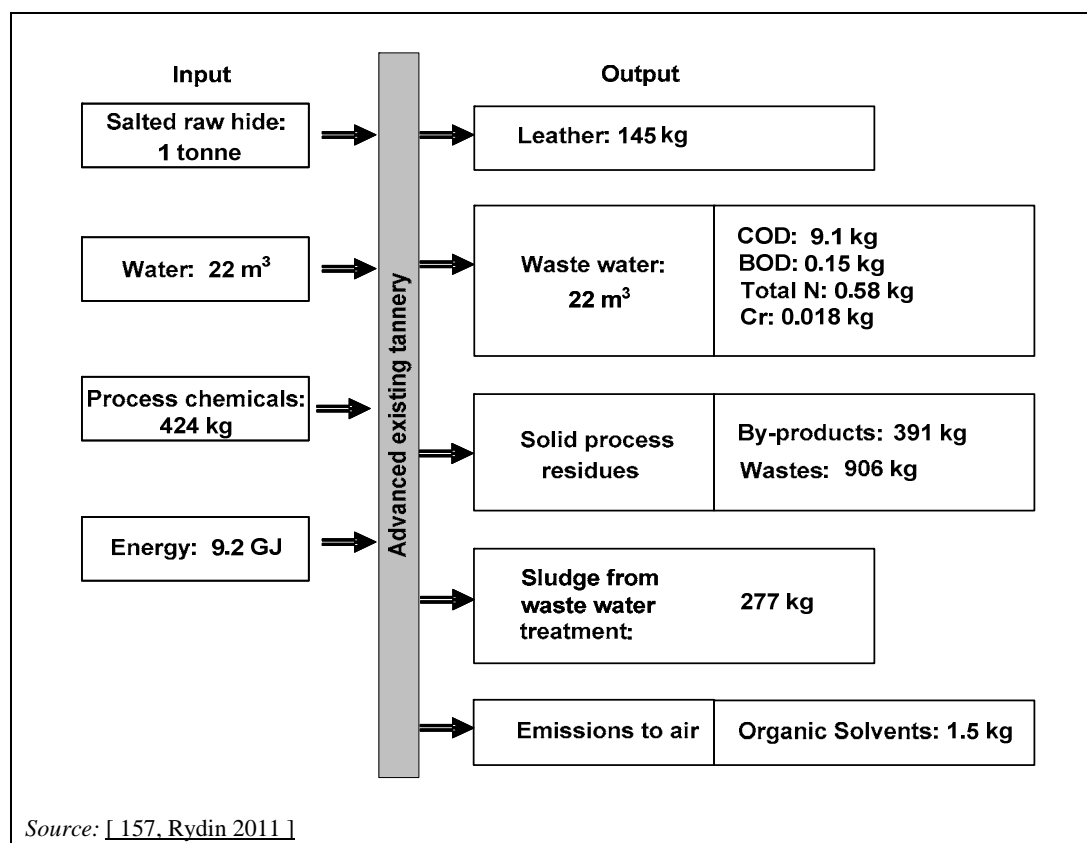 Input
Salted raw hide:
1 tonne
Water: 22 m³
Process chemicals:
424 kg
Energy: 9.2 GJ
Advanced existing tannery
Output
Leather: 145 kg
Waste water:
22 m³
COD: 9.1 kg
BOD: 0.15 kg
Total N: 0.58 kg
Cr: 0.018 kg
Solid process
residues
By-products: 391 kg
Wastes: 906 kg
Sludge from
waste water
treatment:
277 kg
Emissions to air
Organic Solvents: 1.5 kg
Source: [ 157, Rydin 2011 ]